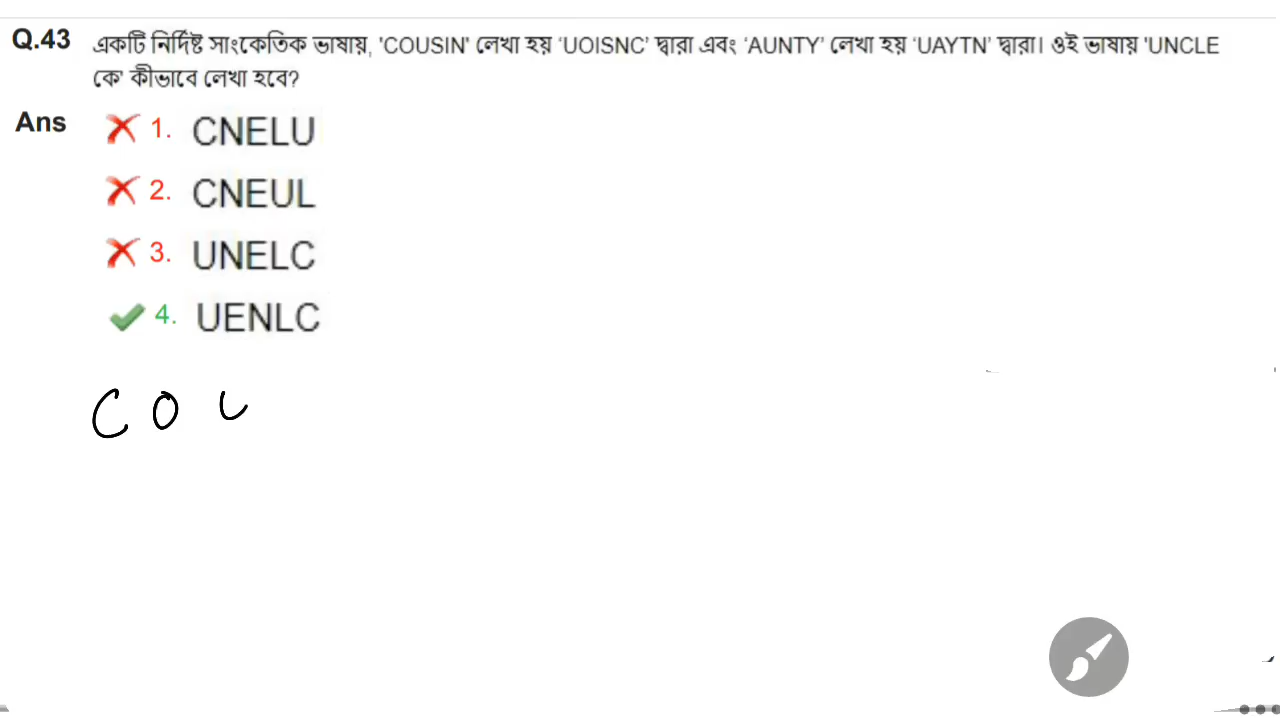 Q.43 একটি নির্দিষ্ট সাংকেতিক ভাষায়, 'COUSIN' লেখা হয় 'UOISNC' দ্বারা এবং 'AUNTY' লেখা হয় 'UAYTN' দ্বারা। ওই ভাষায় 'UNCLE
কে' কীভাবে লেখা হবে?
Ans 1. CNELU
2. CNEUL
3. UNELC
4. UENLC
C O U